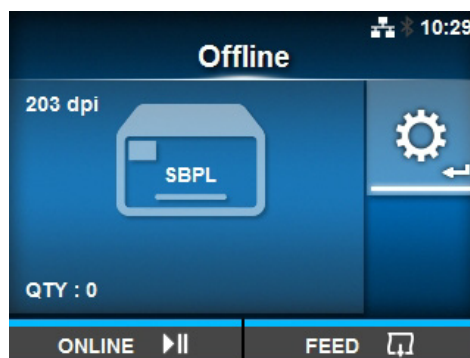 10:29
Offline
203 dpi
SBPL
QTY : 0
ONLINE FEED